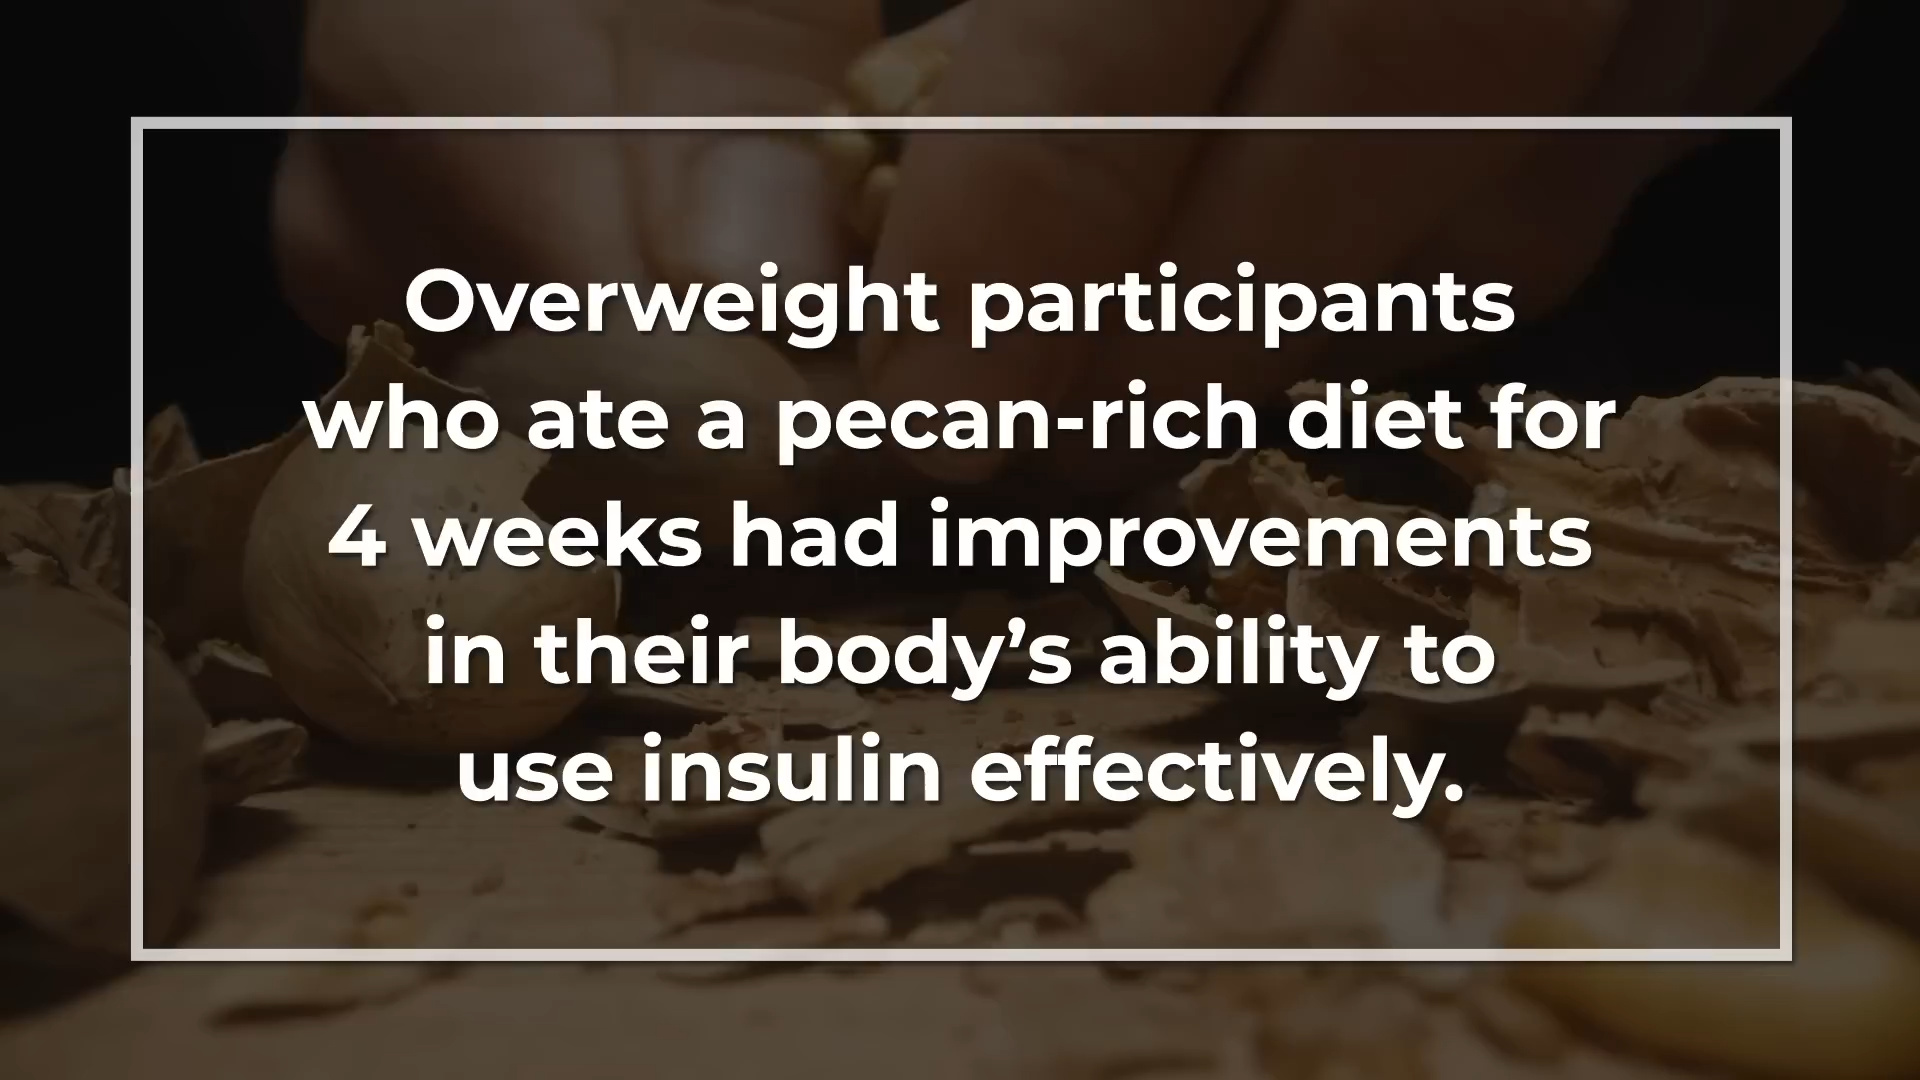 Overweight participants
who ate a pecan-rich diet for
4 weeks had improvements
in their body’s ability to
use insulin effectively.